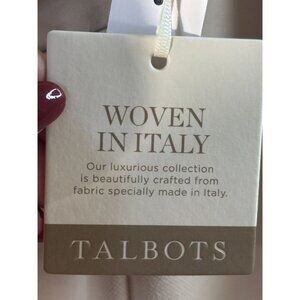 WOVEN
IN ITALY
Our luxurious collection
is beautifully crafted from
fabric specially made in Italy.
TALBOTS